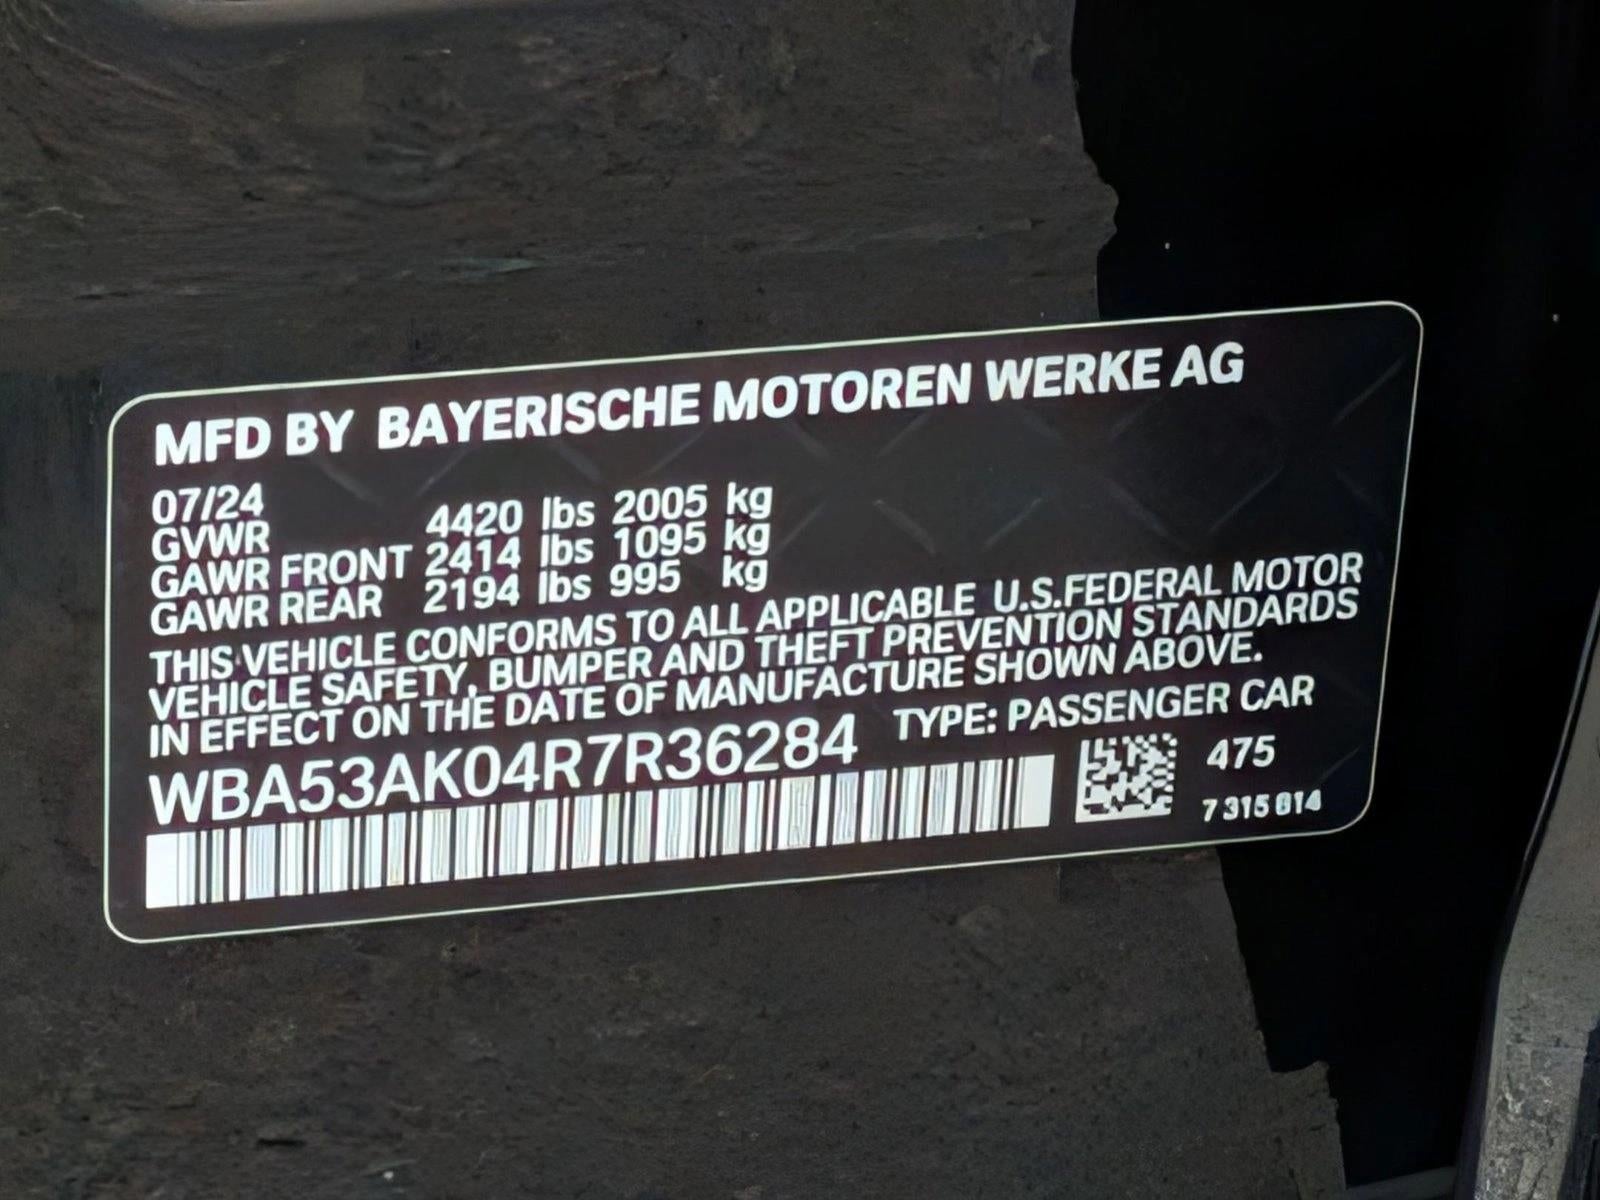 MFD BY BAYERISCHE MOTOREN WERKE AG
07/24
GVWR 4420 lbs 2005 kg
GAWR FRONT 2414 lbs 1095 kg
GAWR REAR 2194 lbs 995 kg
THIS VEHICLE CONFORMS TO ALL APPLICABLE U.S.FEDERAL MOTOR
VEHICLE SAFETY, BUMPER AND THEFT PREVENTION STANDARDS
IN EFFECT ON THE DATE OF MANUFACTURE SHOWN ABOVE.
WBA53AK04R7R36284 TYPE: PASSENGER CAR
475
7 315 814